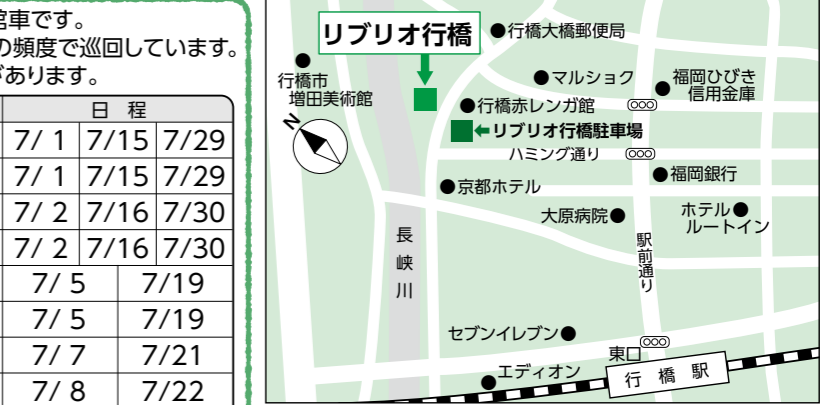 車です。
の頻度で巡回しています。
があります。
日 程
7/ 1 7/15 7/29
7/ 1 7/15 7/29
7/ 2 7/16 7/30
7/ 2 7/16 7/30
7/ 5 7/19
7/ 5 7/19
7/ 7 7/21
7/ 8 7/22
リブリオ行橋
●行橋大橋郵便局
行橋市
増田美術館
●マルショク
福岡ひびき
信用金庫
●行橋赤レンガ館
N
←リブリオ行橋駐車場
ハミング通り
●福岡銀行
●京都ホテル
大原病院●
ホテル●
ルートイン
長峡川
駅前通り
セブンイレブン●
東口
●エディオン
行橋駅